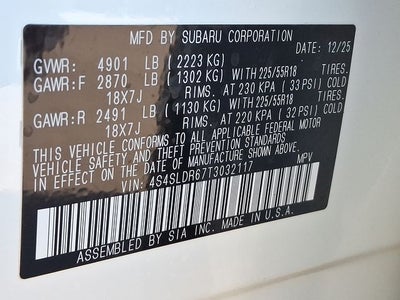 MFD BY SUBARU CORPORATION DATE: 12/25
GVWR: 4901 LB (2223 KG)
GAWR:F 2870 LB (1302 KG) WITH 225/55R18 TIRES.
18X7J RIMS. AT 230 KPA (33 PSI) COLD
GAWR:R 2491 LB (1130 KG) WITH 225/55R18 TIRES.
18X7J RIMS. AT 220 KPA (32 PSI) COLD
THIS VEHICLE CONFORMS TO ALL APPLICABLE FEDERAL MOTOR
VEHICLE SAFETY AND THEFT PREVENTION STANDARDS
IN EFFECT ON THE DATE OF MANUFACTURE SHOWN ABOVE.
VIN: 4S4SLDR67T3032117 MPV
ASSEMBLED BY SIA INC. MADE IN U.S.A.